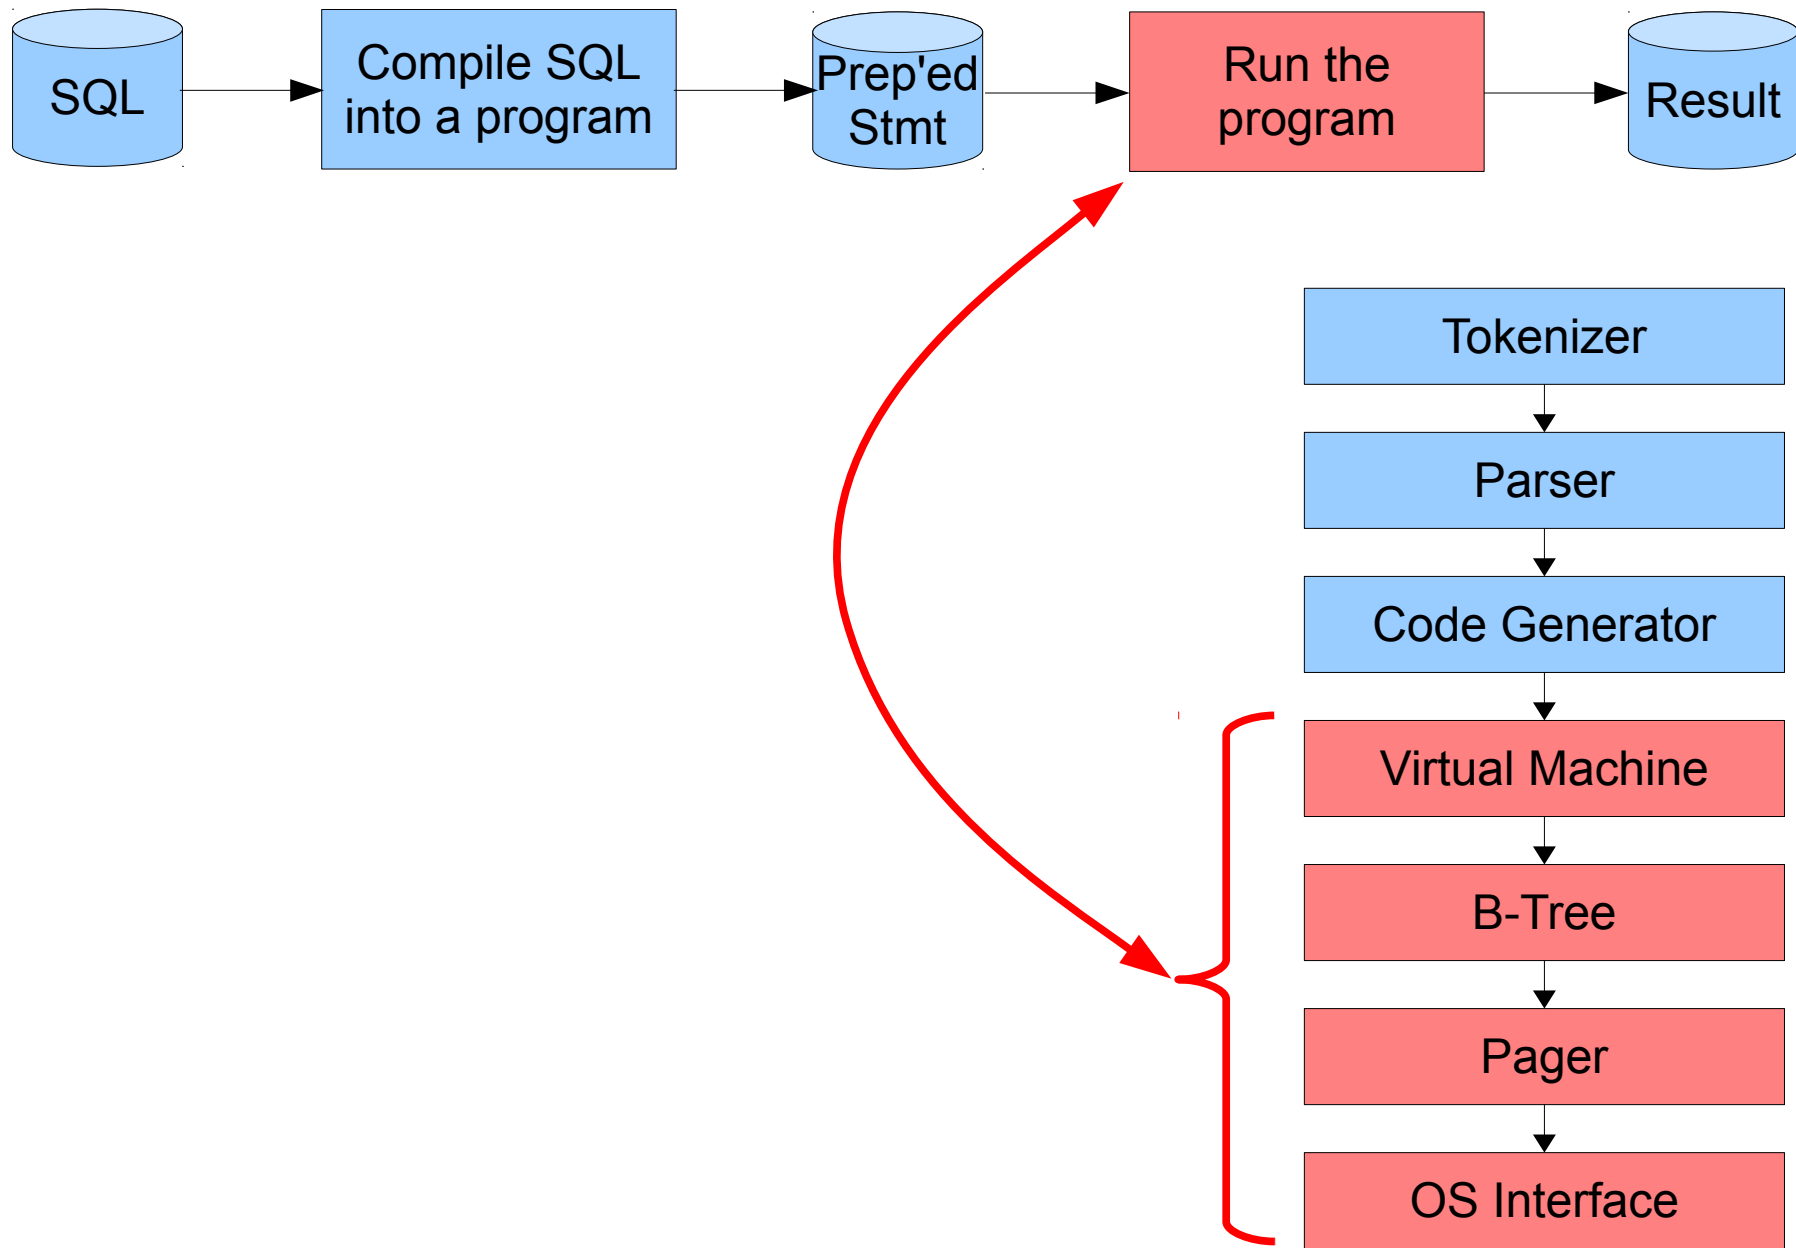 SQL
Compile SQL
into a program
Prep'ed
Stmt
Run the
program
Result
Tokenizer
Parser
Code Generator
Virtual Machine
B-Tree
Pager
OS Interface